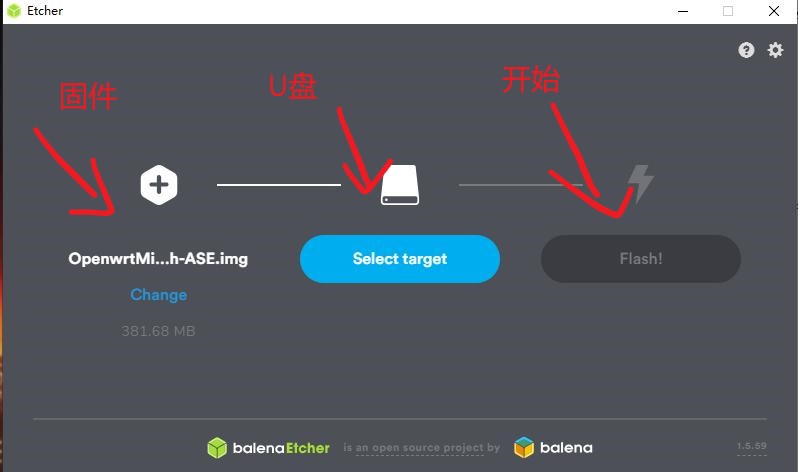 Etcher
固件
U盘
开始
OpenwrtMi...h-ASE.img
Select target
Flash!
Change
381.68 MB
balenaEtcher is an open source project by balena
1.5.59